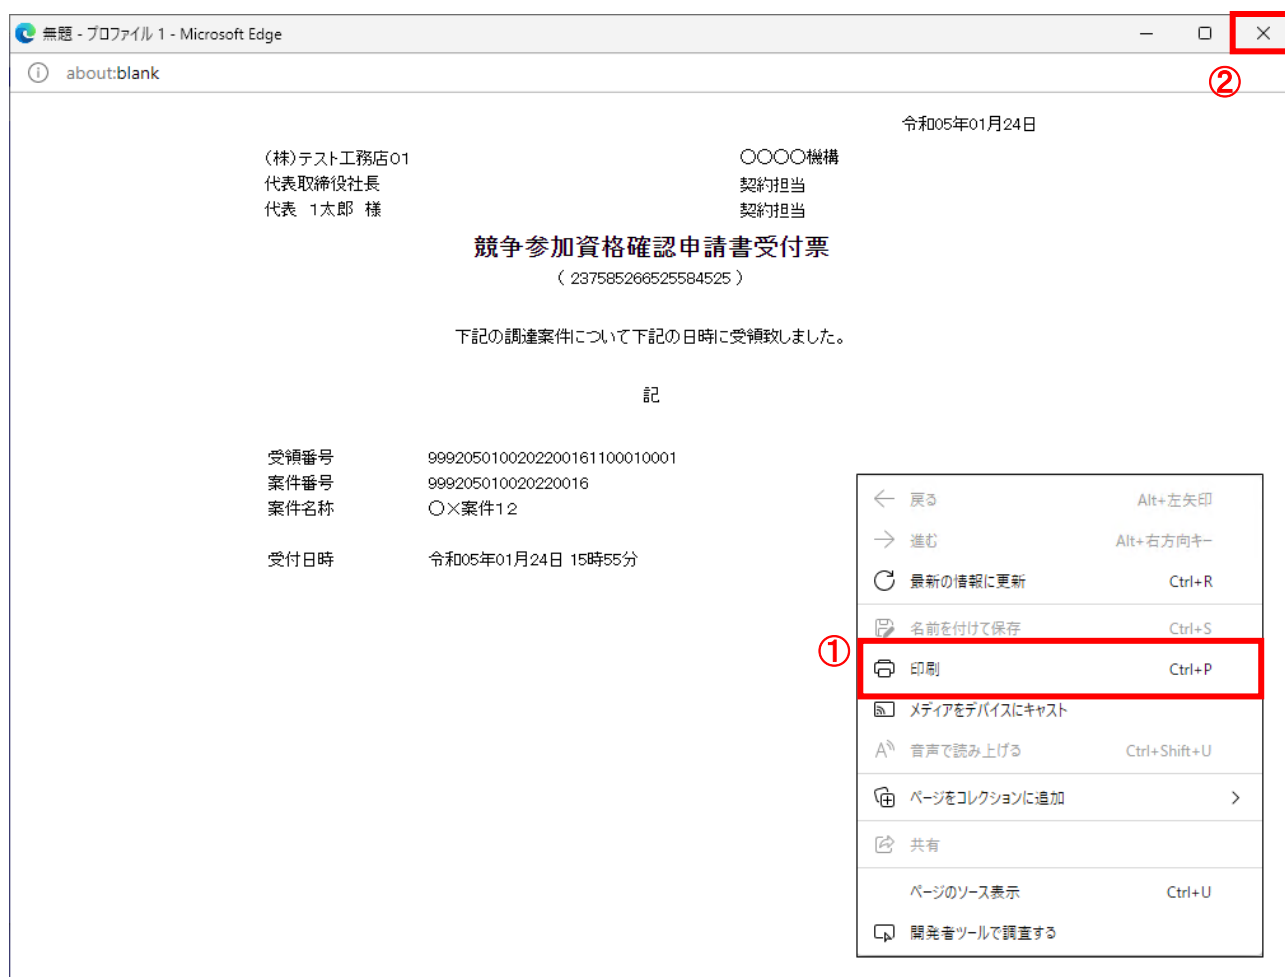 無題 - プロファイル 1 - Microsoft Edge
②
about:blank
令和05年01月24日
(株)テスト工務店01 〇〇〇〇機構
代表取締役社長 契約担当
代表 1太郎 様 契約担当
競争参加資格確認申請書受付票
( 237585266525584525 )
下記の調達案件について下記の日時に受領致しました。
記
受領番号 9992050100202200161100010001
案件番号 999205010020220016
案件名称 〇×案件12
受付日時 令和05年01月24日 15時55分
戻る Alt+左矢印
進む Alt+右方向キー
最新の情報に更新 Ctrl+R
名前を付けて保存 Ctrl+S
①
印刷 Ctrl+P
メディアをデバイスにキャスト
音声で読み上げる Ctrl+Shift+U
ページをコレクションに追加
共有
ページのソース表示 Ctrl+U
開発者ツールで調査する